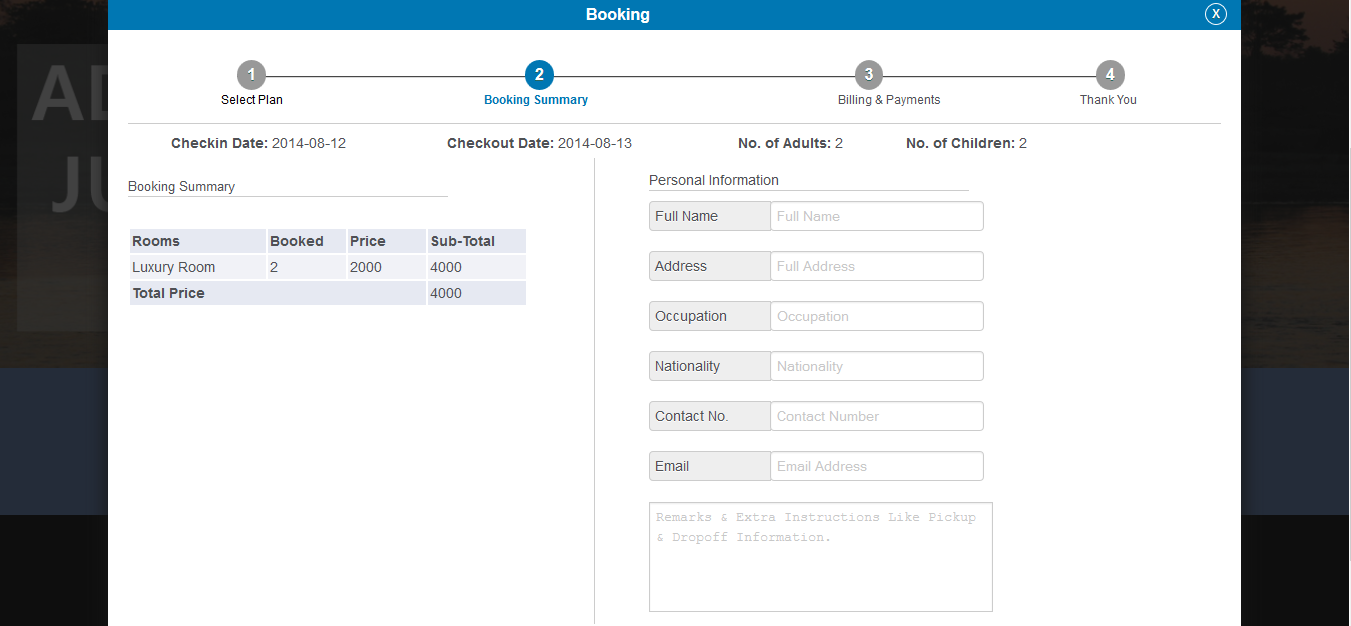 Booking
X
AD
JU
1 2 3 4
Select Plan Booking Summary Billing & Payments Thank You
Checkin Date: 2014-08-12 Checkout Date: 2014-08-13 No. of Adults: 2 No. of Children: 2
Booking Summary
Rooms Booked Price Sub-Total
Luxury Room 2 2000 4000
Total Price 4000
Personal Information
Full Name Full Name
Address Full Address
Occupation Occupation
Nationality Nationality
Contact No. Contact Number
Email Email Address
Remarks & Extra Instructions Like Pickup
& Dropoff Information.